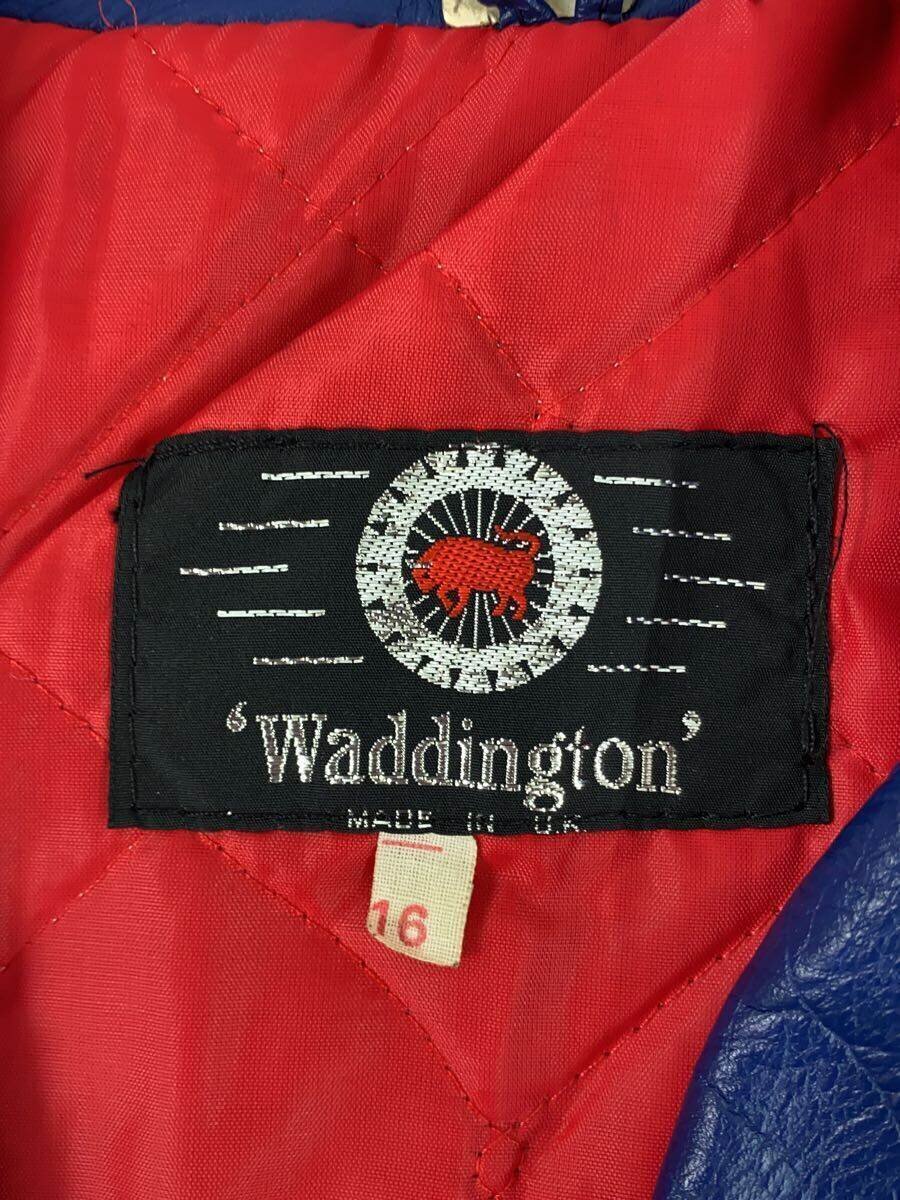 ‘Waddington’
MADE IN U.K.
16